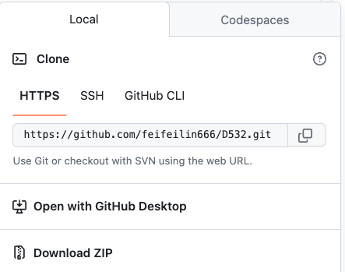 Local
Codespaces
Clone
HTTPS
SSH
GitHub CLI
https://github.com/feifeilin666/D532.git
Use Git or checkout with SVN using the web URL.
Open with GitHub Desktop
Download ZIP